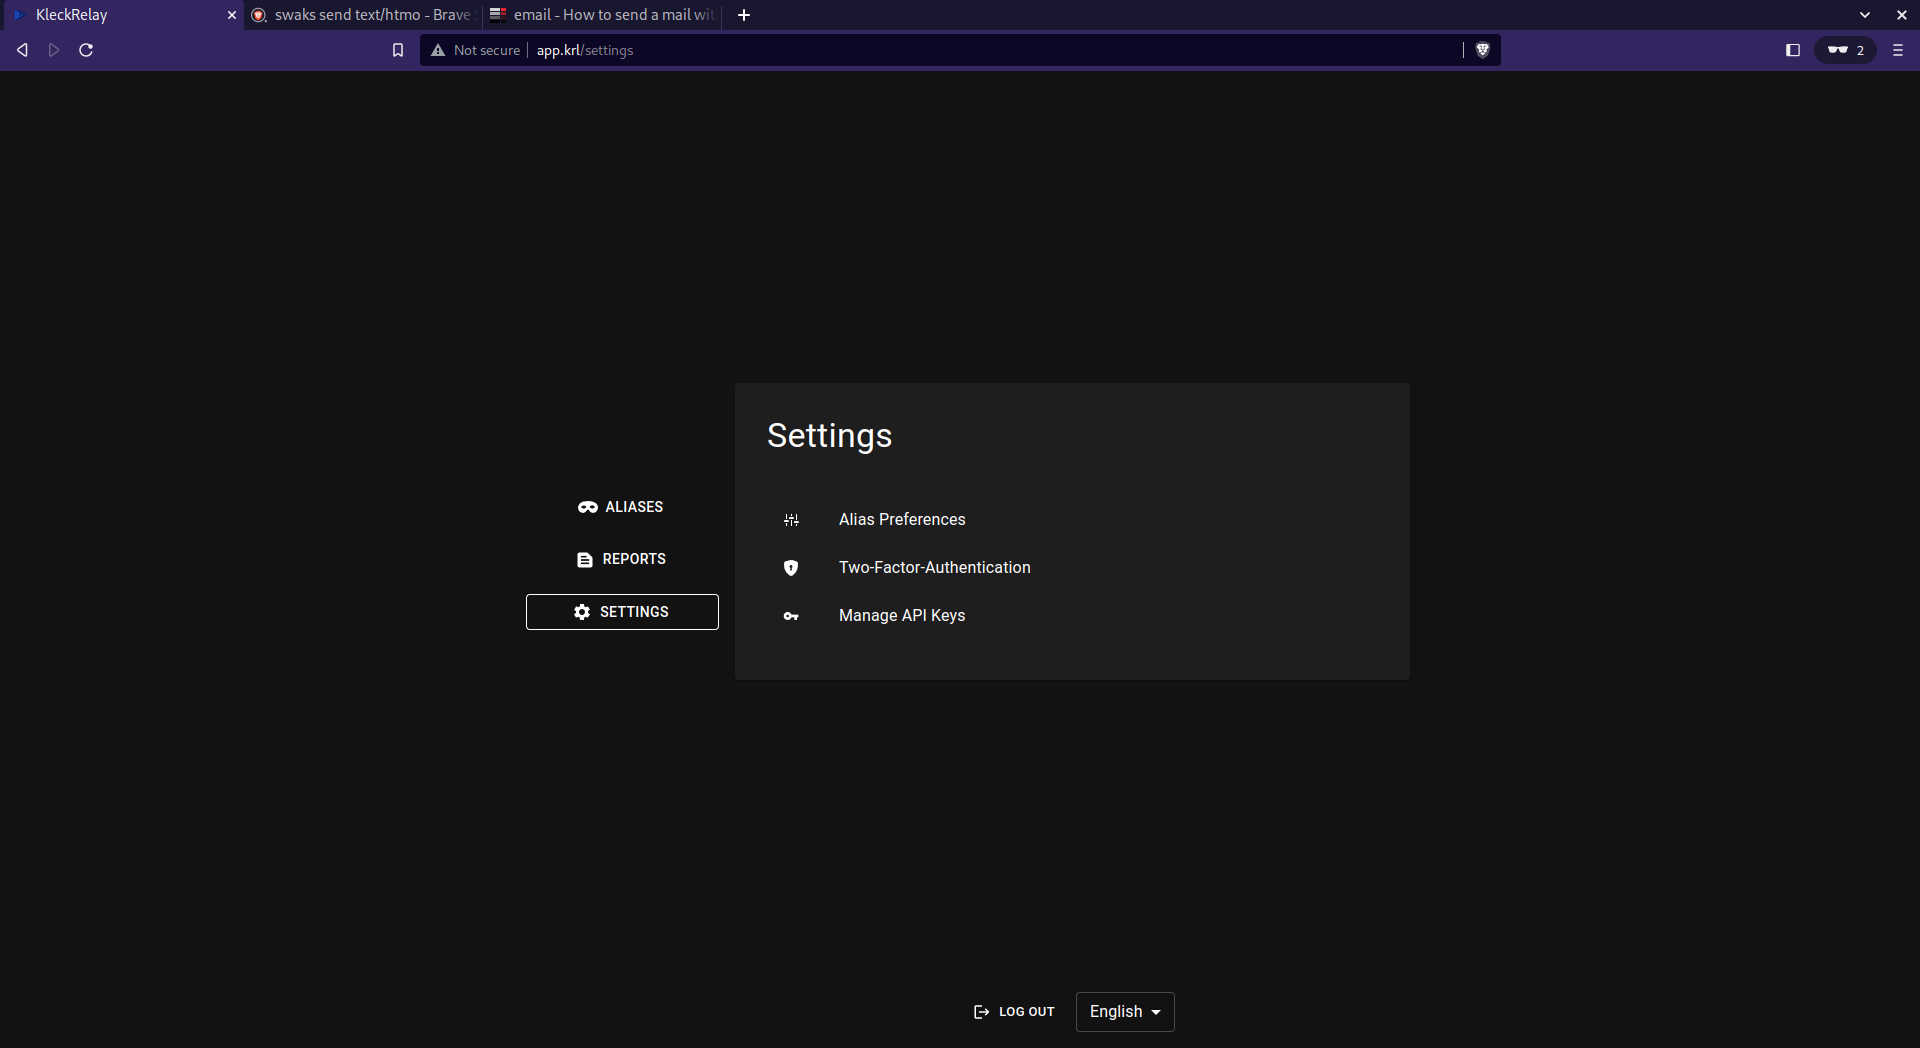 KleckRelay
swaks send text/htmo - Brave
email - How to send a mail wit
Not secure
app.krl/settings
2
Settings
ALIASES
REPORTS
SETTINGS
Alias Preferences
Two-Factor-Authentication
Manage API Keys
LOG OUT
English